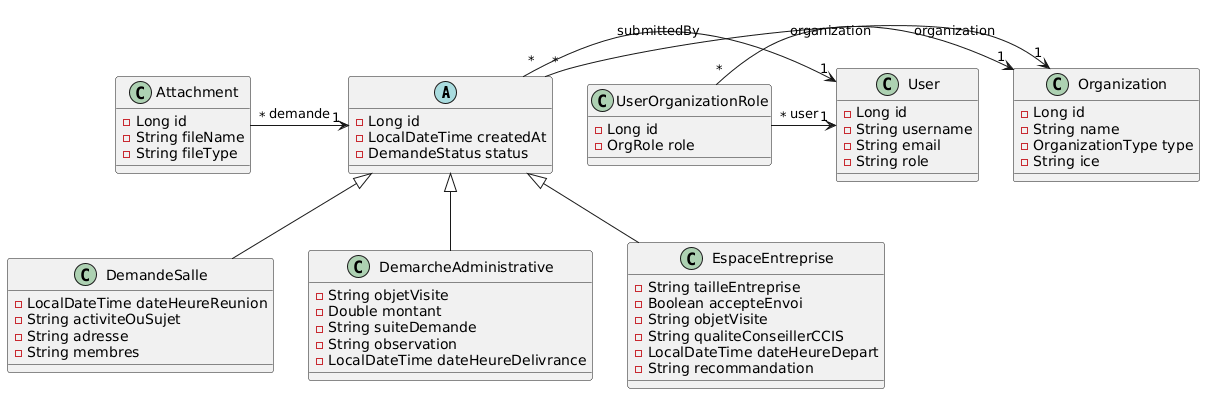 submittedBy
organization
organization
*
*
*
1
1
1
C Attachment
Long id
String fileName
String fileType
* demande 1
A
Long id
LocalDateTime createdAt
DemandeStatus status
C UserOrganizationRole
Long id
OrgRole role
* user 1
C User
Long id
String username
String email
String role
C Organization
Long id
String name
OrganizationType type
String ice
C DemandeSalle
LocalDateTime dateHeureReunion
String activiteOuSujet
String adresse
String membres
C DemarcheAdministrative
String objetVisite
Double montant
String suiteDemande
String observation
LocalDateTime dateHeureDelivrance
C EspaceEntreprise
String tailleEntreprise
Boolean accepteEnvoi
String objetVisite
String qualiteConseillerCCIS
LocalDateTime dateHeureDepart
String recommandation